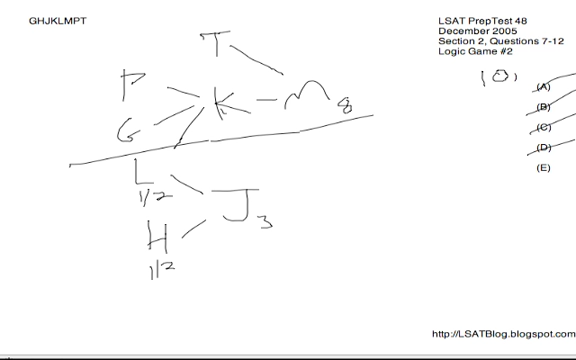 GHJKLMPT
LSAT PrepTest 48
December 2005
Section 2, Questions 7-12
Logic Game #2
T
10)
P
(A)
K
M
8
(B)
G
(C)
(D)
L
(E)
1/2
J
3
H
1/2
http://LSATBlog.blogspot.com